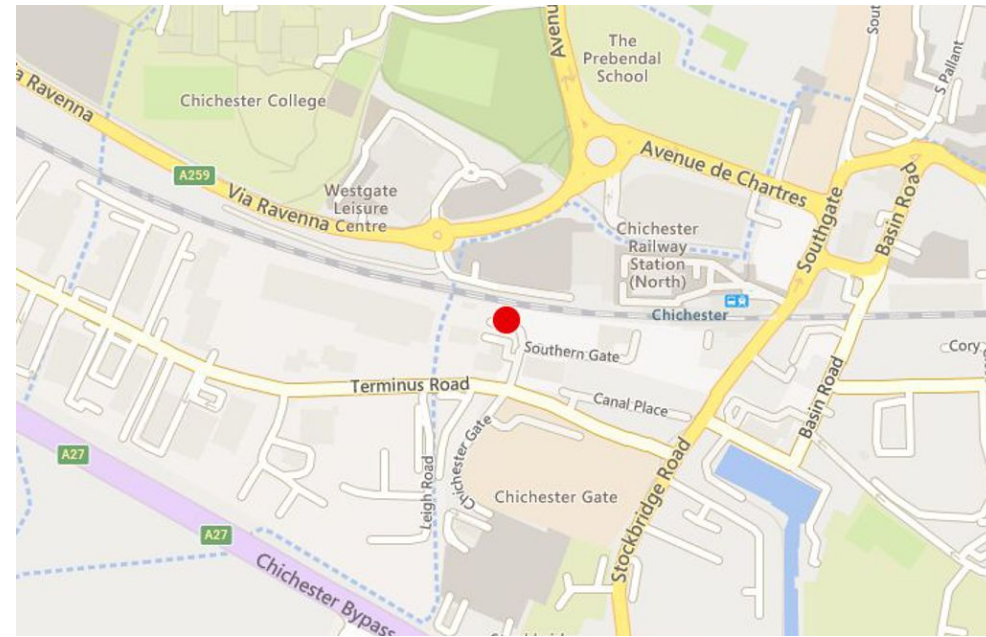 Avenu
The
Prebendal
School
Sout
S Pallant
a Ravenna
Chichester College
A259
Via Ravenna
Westgate
Leisure
Centre
Avenue de Chartres
Southgate
Basin Road
Chichester
Railway
Station
(North)
Chichester
Southern Gate
Cory
Terminus Road
Canal Place
Basin Road
A27
Leigh Road
Chichester Gate
Chichester Gate
Stockbridge Road
A27
Chichester Bypass